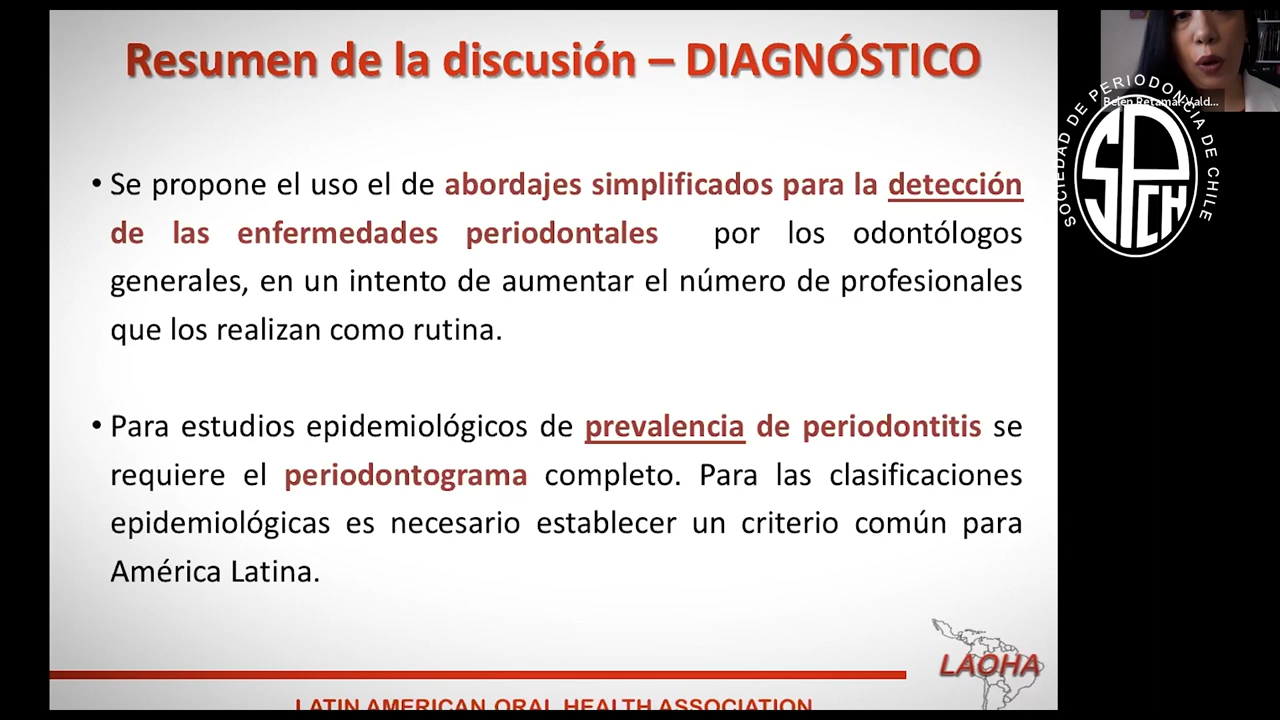 Resumen de la discusión – DIAGNÓSTICO
• Se propone el uso el de abordajes simplificados para la detección
de las enfermedades periodontales por los odontólogos
generales, en un intento de aumentar el número de profesionales
que los realizan como rutina.
• Para estudios epidemiológicos de prevalencia de periodontitis se
requiere el periodontograma completo. Para las clasificaciones
epidemiológicas es necesario establecer un criterio común para
América Latina.
LAOHA
LATIN AMERICAN ORAL HEALTH ASSOCIATION
Belén Retamal-Vald...
SOCIEDAD DE PERIODONCIA DE CHILE
SPCH